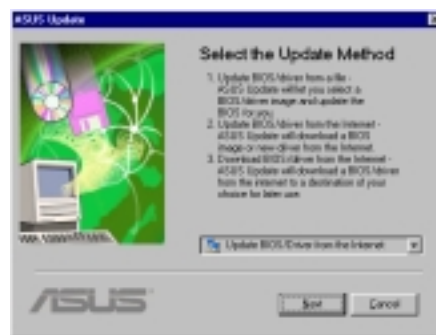 ASUS Update
Select the Update Method
1. Update BIOS/driver from a file -
ASUS Update will let you select a
BIOS/driver image and update the
BIOS for you.
2. Update BIOS/driver from the Internet -
ASUS Update will download a BIOS
image or new driver from the Internet.
3. Download BIOS/driver from the Internet -
ASUS Update will download a BIOS/driver
from the internet to a destination of your
choice for later use.
Update BIOS/Driver from the Internet
ASUS
Next
Cancel